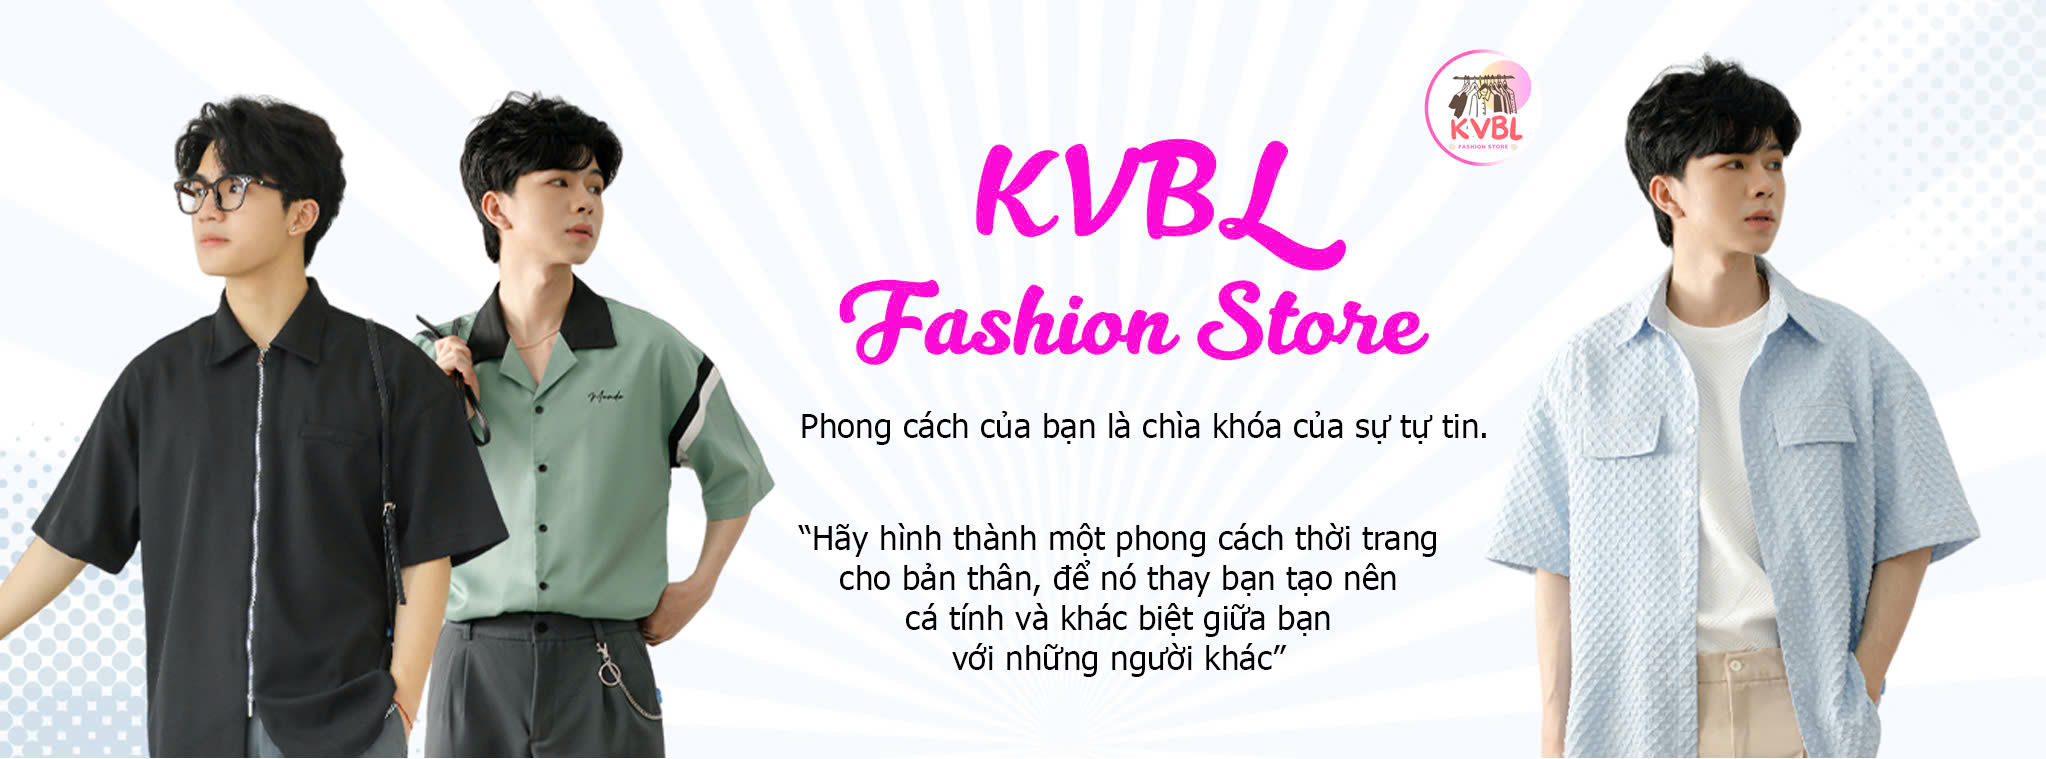 KVBL
FASHION STORE
KVBL
Fashion Store
Phong cách của bạn là chìa khóa của sự tự tin.
“Hãy hình thành một phong cách thời trang
cho bản thân, để nó thay bạn tạo nên
cá tính và khác biệt giữa bạn
với những người khác”